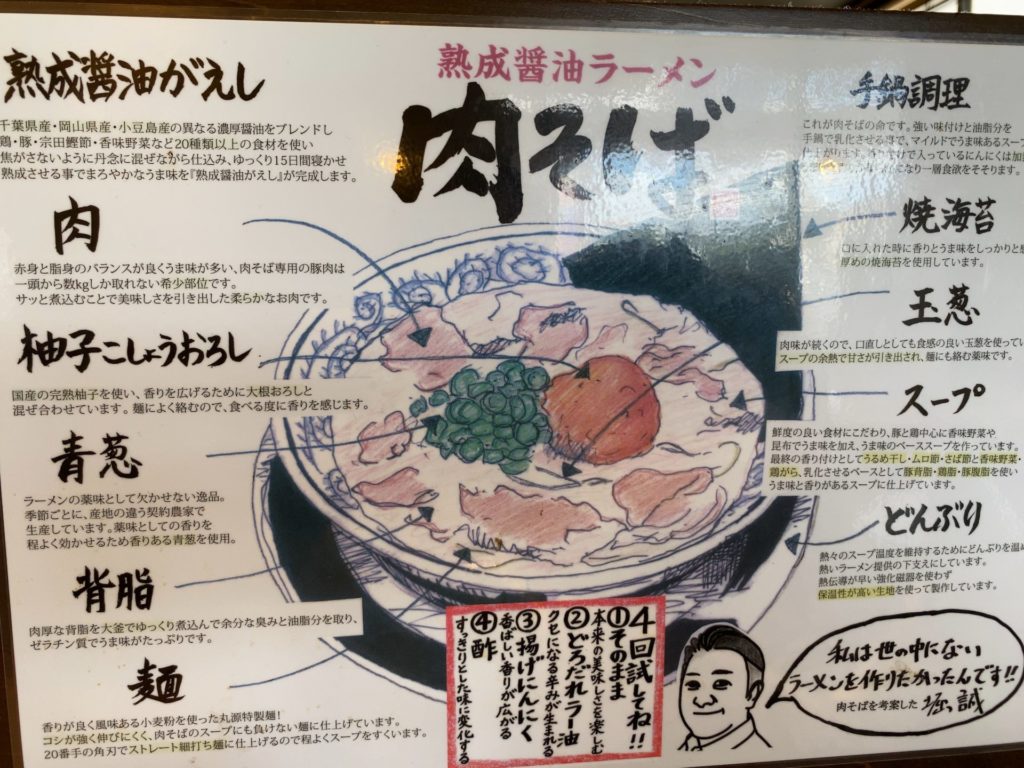 熟成醤油がえし
千葉県産・岡山県産・小豆島産の異なる濃厚醤油をブレンドし
鶏・豚・宗田鰹節・香味野菜など20種類以上の食材を使い
焦がさないように丹念に混ぜながら仕込み、ゆっくり15日間寝かせ
熟成させる事でまろやかなうま味を『熟成醤油がえし』が完成します。
肉
赤身と脂身のバランスが良くうま味が多い、肉そば専用の豚肉は
一頭から数kgしか取れない希少部位です。
サッと煮込むことで美味しさを引き出した柔らかなお肉です。
柚子こしょうおろし
国産の完熟柚子を使い、香りを広げるために大根おろしと
混ぜ合わせています。麺によく絡むので、食べる度に香りを感じます。
青葱
ラーメンの薬味として欠かせない逸品。
季節ごとに、産地の違う契約農家で
生産しています。薬味としての香りを
程よく効かせるため香りある青葱を使用。
背脂
肉厚な背脂を大釜でゆっくり煮込んで余分な臭みと油脂分を取り、
ゼラチン質でうま味がたっぷりです。
麺
香りが良く風味ある小麦粉を使った丸源特製麺!
コシが強く伸びにくく、肉そばのスープにも負けない麺に仕上げています。
20番手の角刃でストレート細打ち麺に仕上げるので程よくスープをすくいます。
熟成醤油ラーメン
肉そば
手鍋調理
これが肉そばの命です。強い味付けと油脂分を
手鍋で乳化させる事で、マイルドでうま味あるスープ
仕上がります。香り付けで入っているにんにくは加
になり一層食欲をそそります。
焼海苔
口に入れた時に香りとうま味をしっかりと
厚めの焼海苔を使用しています。
玉葱
肉味が続くので、口直しとしても食感の良い玉葱を使って
スープの余熱で甘さが引き出され、麺にも絡む薬味です。
スープ
鮮度の良い食材にこだわり、豚と鶏中心に香味野菜や
昆布でうま味を加え、うま味のベーススープを作っています。
最終の香り付けとしてうるめ干し・ムロ節・さば節と香味野菜・
鶏がら、乳化させるベースとして豚背脂・鶏脂・豚腹脂を使い
うま味と香りがあるスープに仕上げています。
どんぶり
熱々のスープ温度を維持するためにどんぶりを温め
熱いラーメン提供の下支えにしています。
熱伝導が早い強化磁器を使わず
保温性が高い生地を使って製作しています。
4回試してね!!
①そのまま
本来の美味しさを楽しむ
②どろだれラー油
クセになる辛みが生まれる
③揚げにんにく
香ばしい香りが広がる
④酢
すっきりとした味に変化する
私は世の中にない
ラーメンを作りたかったんです!!
肉そばを考案した 堀 誠